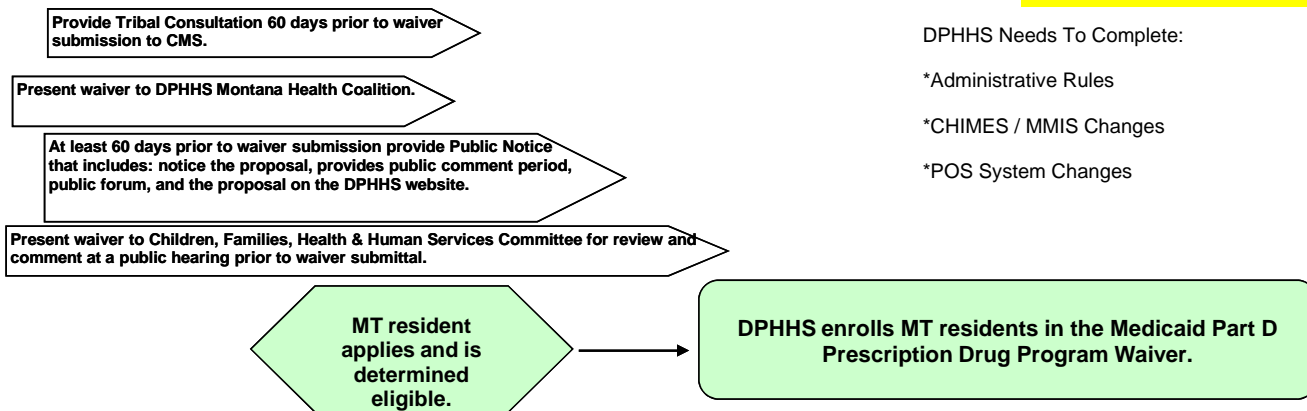 Provide Tribal Consultation 60 days prior to waiver
submission to CMS.
Present waiver to DPHHS Montana Health Coalition.
At least 60 days prior to waiver submission provide Public Notice
that includes: notice the proposal, provides public comment period,
public forum, and the proposal on the DPHHS website.
Present waiver to Children, Families, Health & Human Services Committee for review and
comment at a public hearing prior to waiver submittal.
DPHHS Needs To Complete:
*Administrative Rules
*CHIMES / MMIS Changes
*POS System Changes
MT resident
applies and is
determined
eligible.
DPHHS enrolls MT residents in the Medicaid Part D
Prescription Drug Program Waiver.